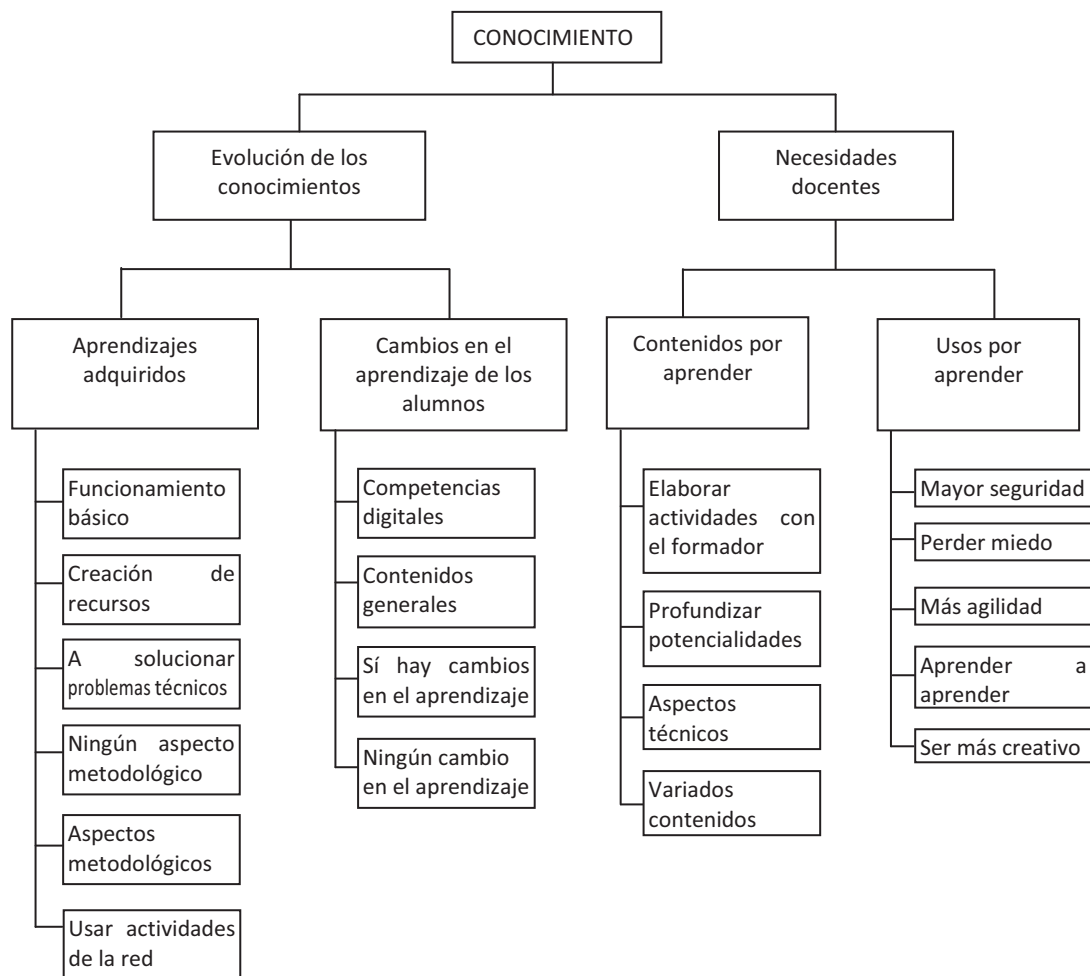 CONOCIMIENTO
Evolución de los
conocimientos
Necesidades
docentes
Aprendizajes
adquiridos
Cambios en el
aprendizaje de los
alumnos
Contenidos por
aprender
Usos por
aprender
Funcionamiento
básico
Creación de
recursos
A solucionar
problemas técnicos
Ningún aspecto
metodológico
Aspectos
metodológicos
Usar actividades
de la red
Competencias
digitales
Contenidos
generales
Sí hay cambios
en el aprendizaje
Ningún cambio
en el aprendizaje
Elaborar
actividades con
el formador
Profundizar
potencialidades
Aspectos
técnicos
Variados
contenidos
Mayor seguridad
Perder miedo
Más agilidad
Aprender a
aprender
Ser más creativo